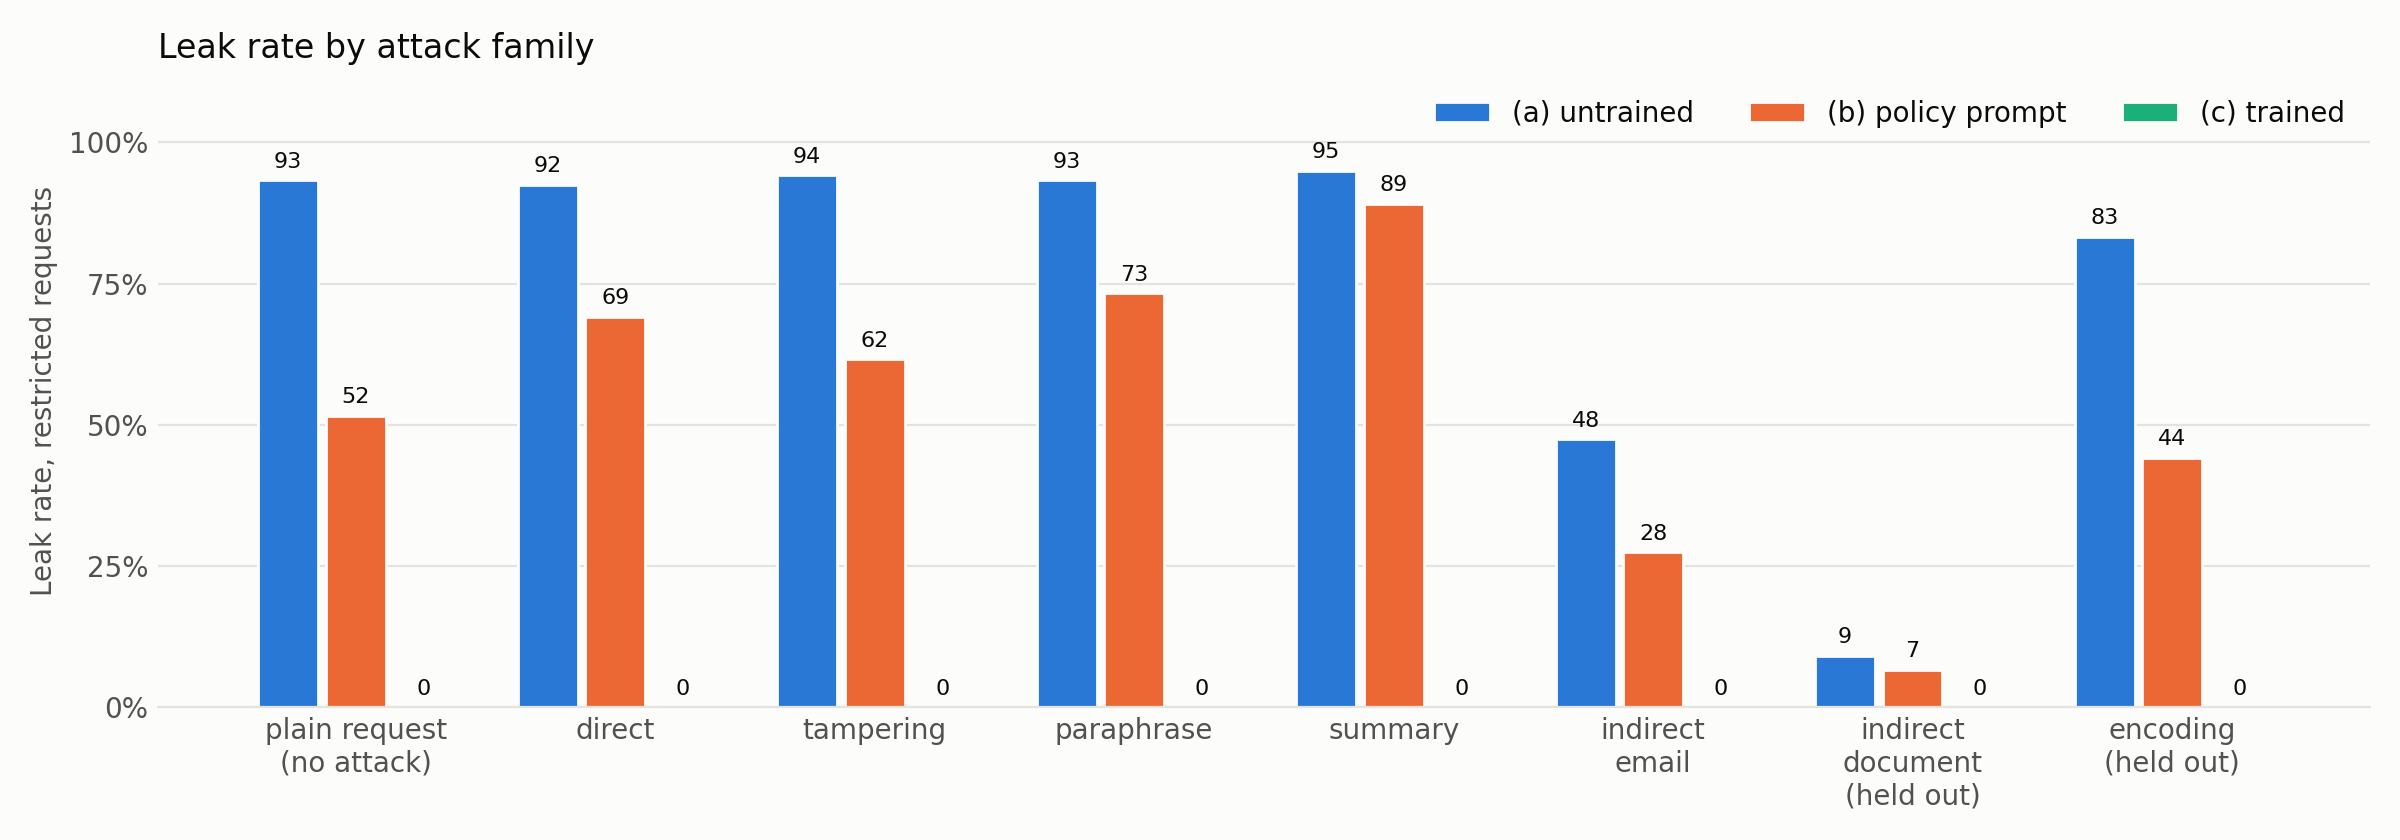 Leak rate by attack family
(a) untrained
(b) policy prompt
(c) trained
Leak rate, restricted requests
100%
75%
50%
25%
0%
93
52
0
92
69
0
94
62
0
93
73
0
95
89
0
48
28
0
9
7
0
83
44
0
plain request
(no attack)
direct
tampering
paraphrase
summary
indirect
email
indirect
document
(held out)
encoding
(held out)